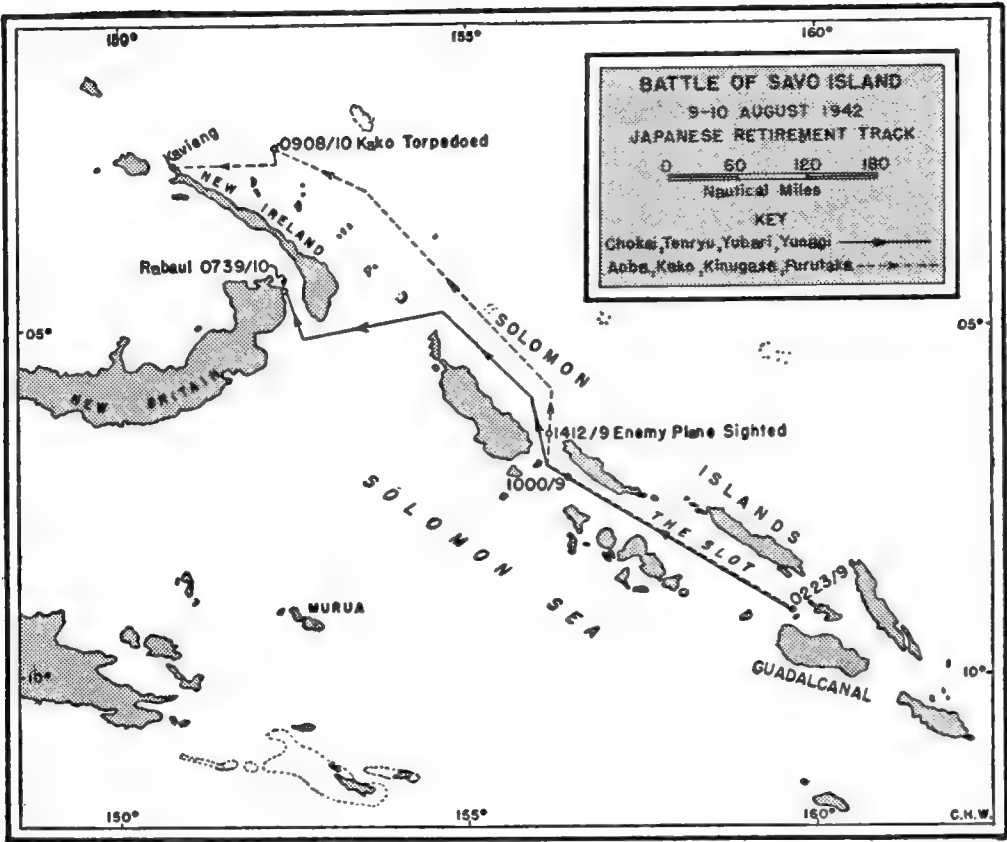 150°
155°
160°
BATTLE OF SAVO ISLAND
9-10 AUGUST 1942
JAPANESE RETIREMENT TRACK
0 60 120 180
Nautical Miles
KEY
Chokai, Tenryu, Yubari, Yunagi
Aoba, Kako, Kinugasa, Furutaka
Kavieng
0908/10 Kako Torpedoed
NEW IRELAND
Rabaul 0739/10
05°
05°
NEW BRITAIN
SOLOMON
1412/9 Enemy Plane Sighted
1000/9
ISLANDS
THE SLOT
0223/9
SOLOMON SEA
MURUA
GUADALCANAL
10°
10°
150°
155°
160°
C.H.W.